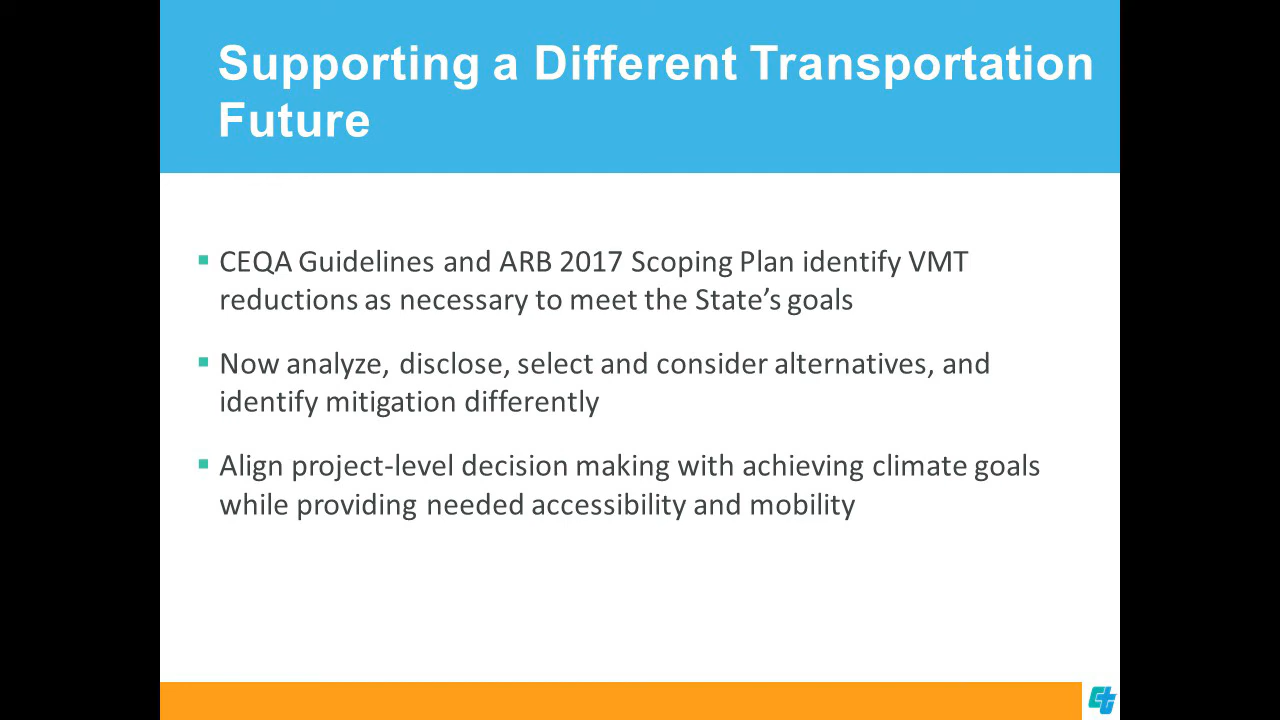 Supporting a Different Transportation
Future
CEQA Guidelines and ARB 2017 Scoping Plan identify VMT
reductions as necessary to meet the State’s goals
Now analyze, disclose, select and consider alternatives, and
identify mitigation differently
Align project-level decision making with achieving climate goals
while providing needed accessibility and mobility